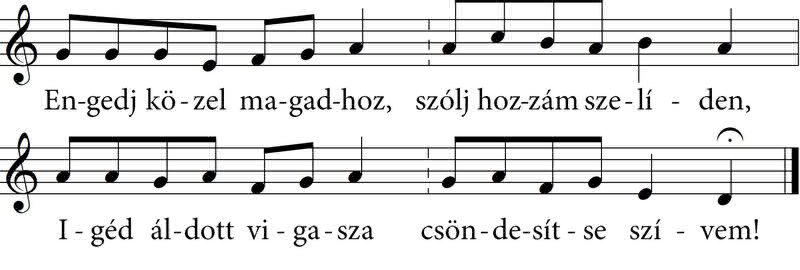 En-gedj kö-zel ma-gad-hoz, szólj hoz-zám sze-lí - den,
I - géd ál-dott vi - ga-sza csön-de-sít - se szí - vem!